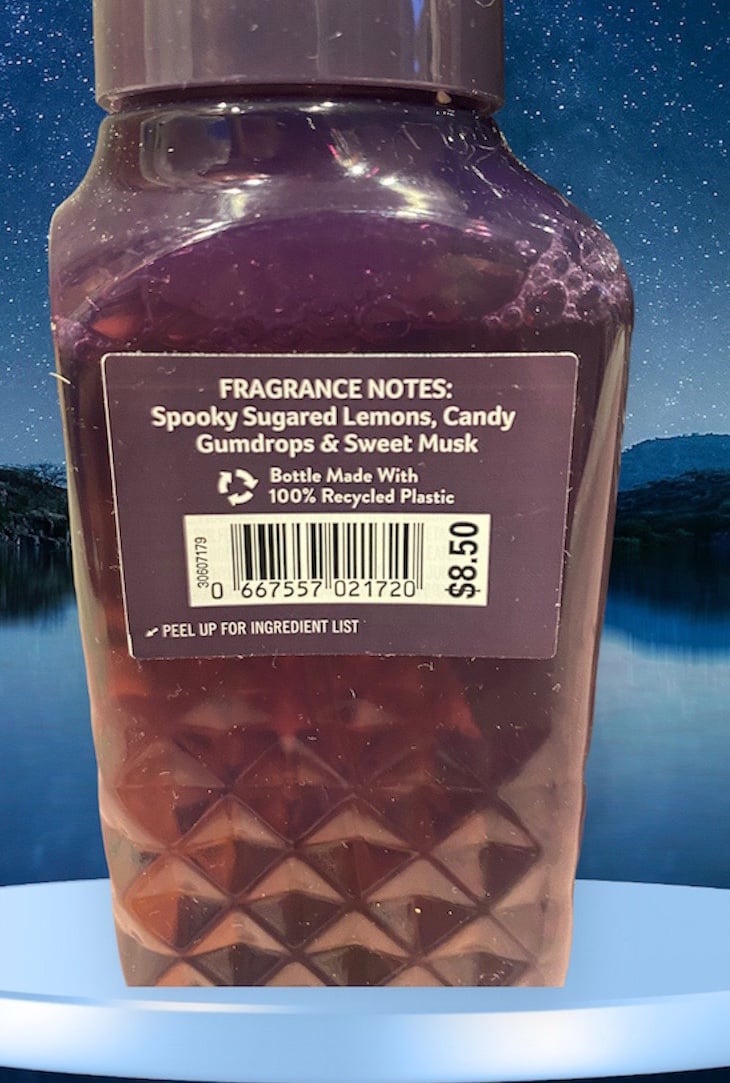 FRAGRANCE NOTES:
Spooky Sugared Lemons, Candy
Gumdrops & Sweet Musk
Bottle Made With
100% Recycled Plastic
30607179
0 667557 021720
$8.50
PEEL UP FOR INGREDIENT LIST